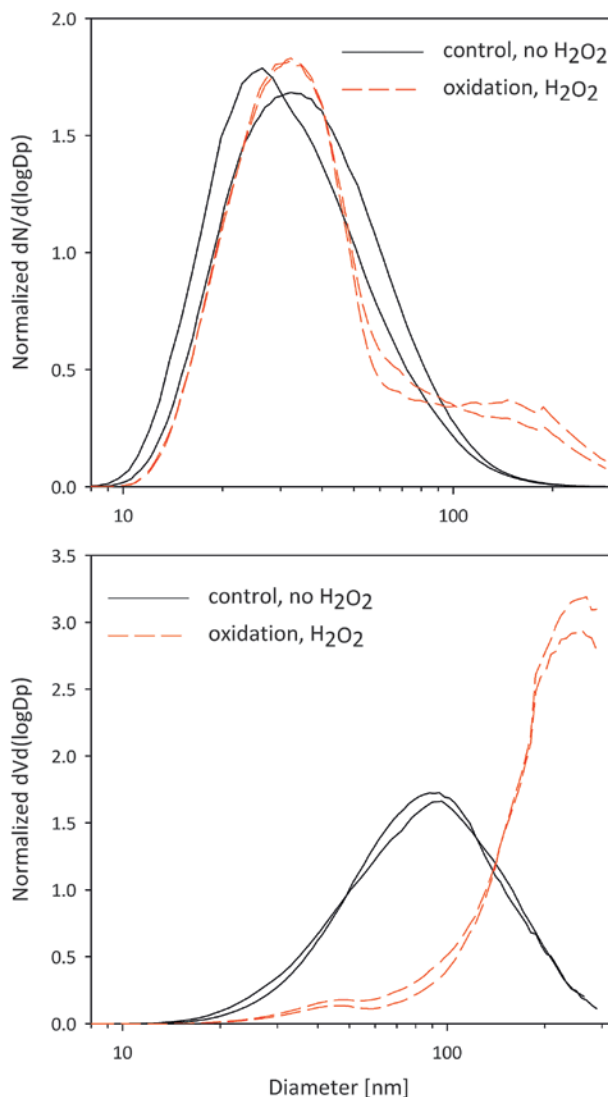 2.0
control, no H2O2
oxidation, H2O2
1.5
Normalized dN/d(logDp)
1.0
0.5
0.0
10 100
3.5
control, no H2O2
3.0
oxidation, H2O2
2.5
Normalized dVd(logDp)
2.0
1.5
1.0
0.5
0.0
10 100
Diameter [nm]